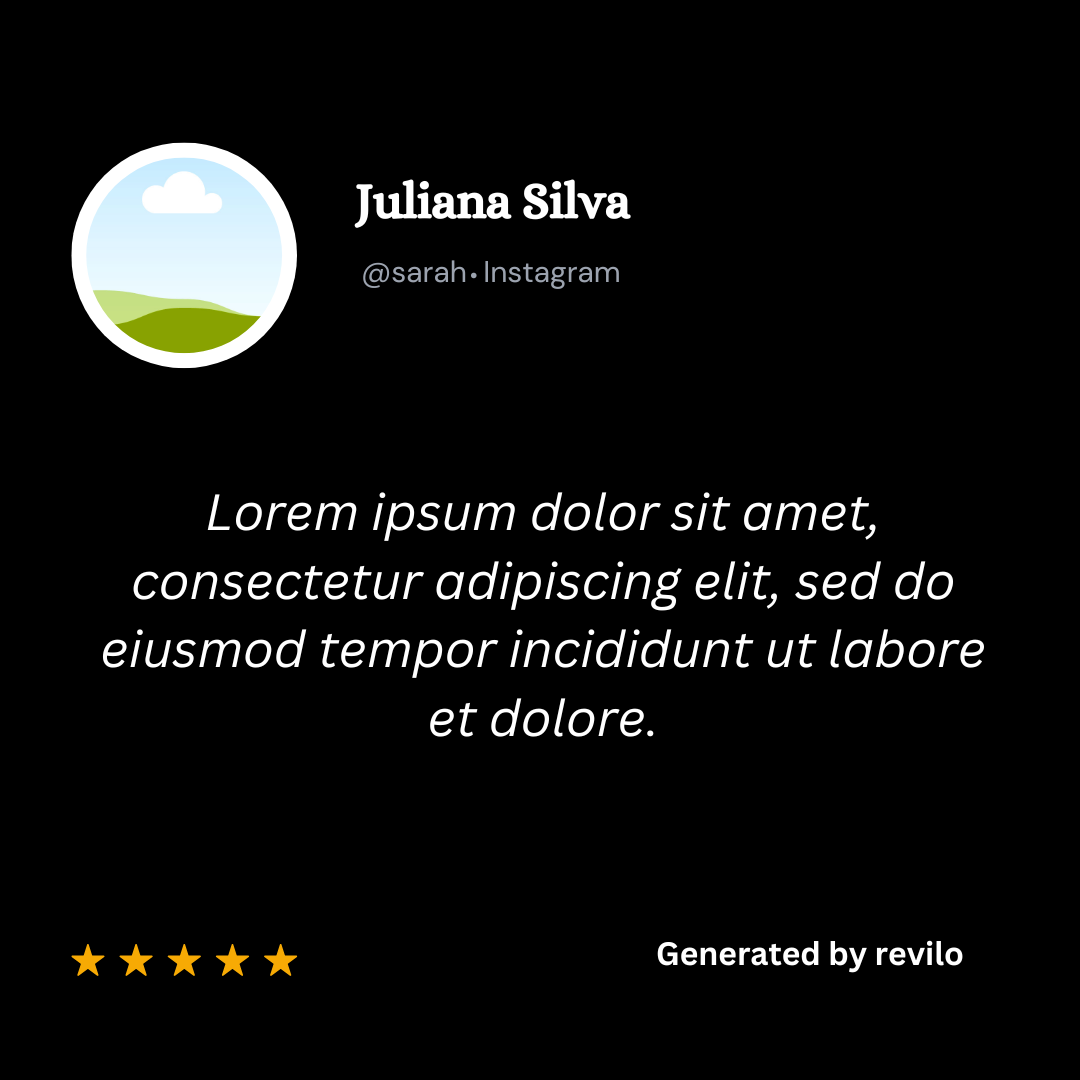 Juliana Silva
@sarah • Instagram
Lorem ipsum dolor sit amet,
consectetur adipiscing elit, sed do
eiusmod tempor incididunt ut labore
et dolore.
Generated by revilo